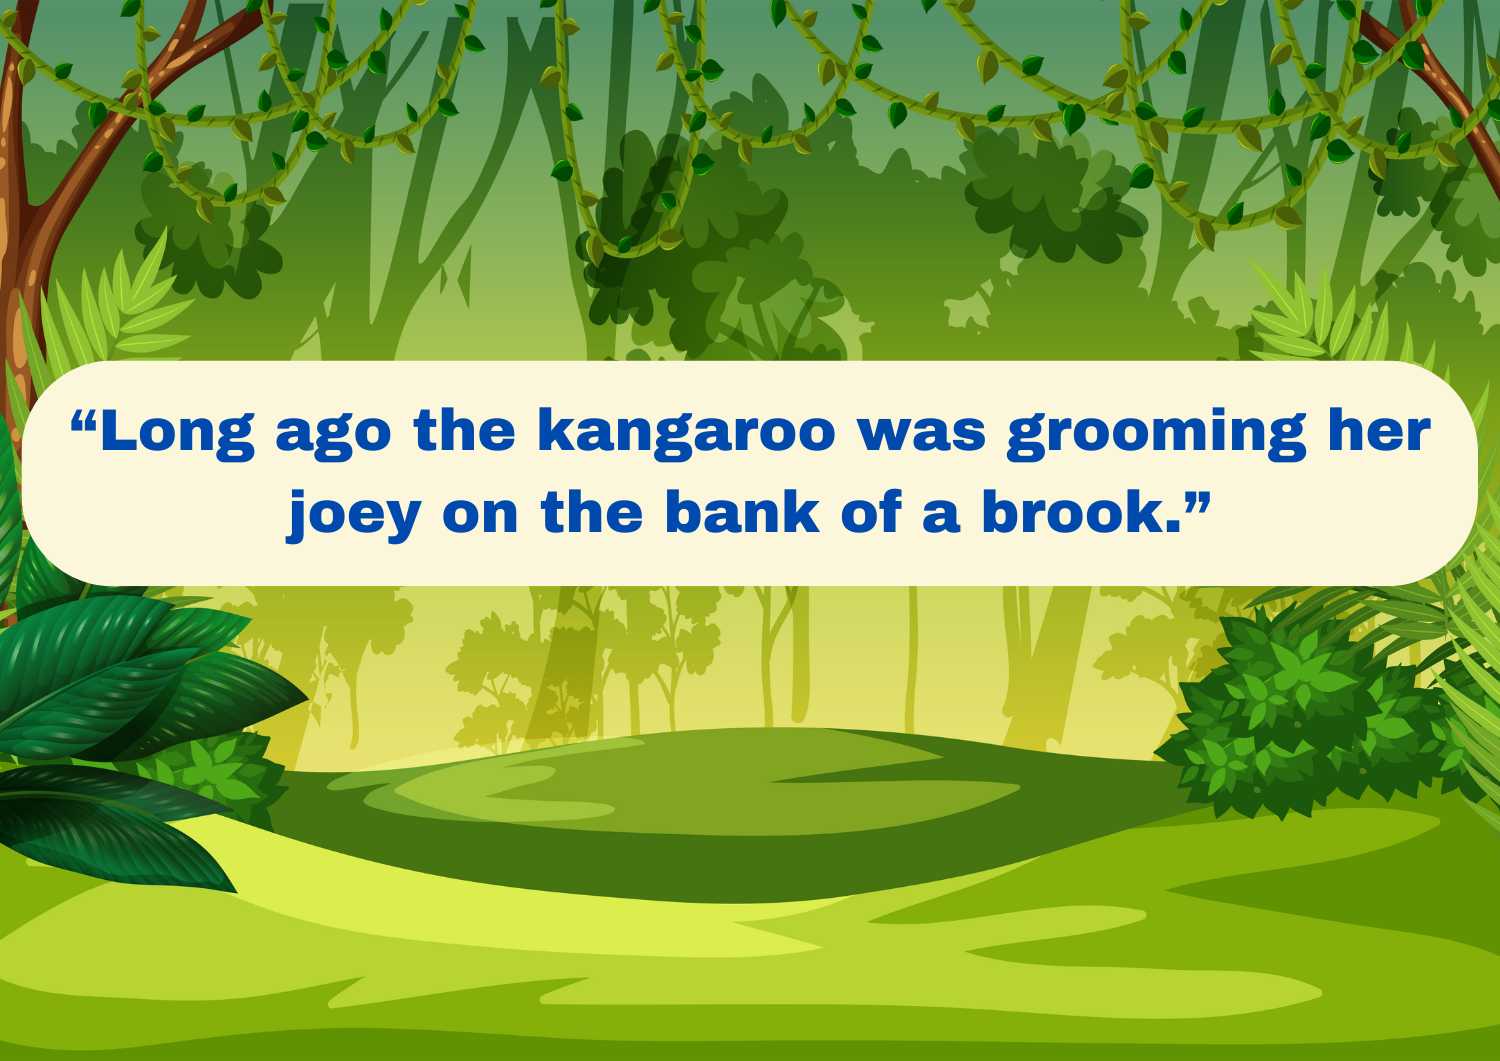 “Long ago the kangaroo was grooming her
joey on the bank of a brook.”